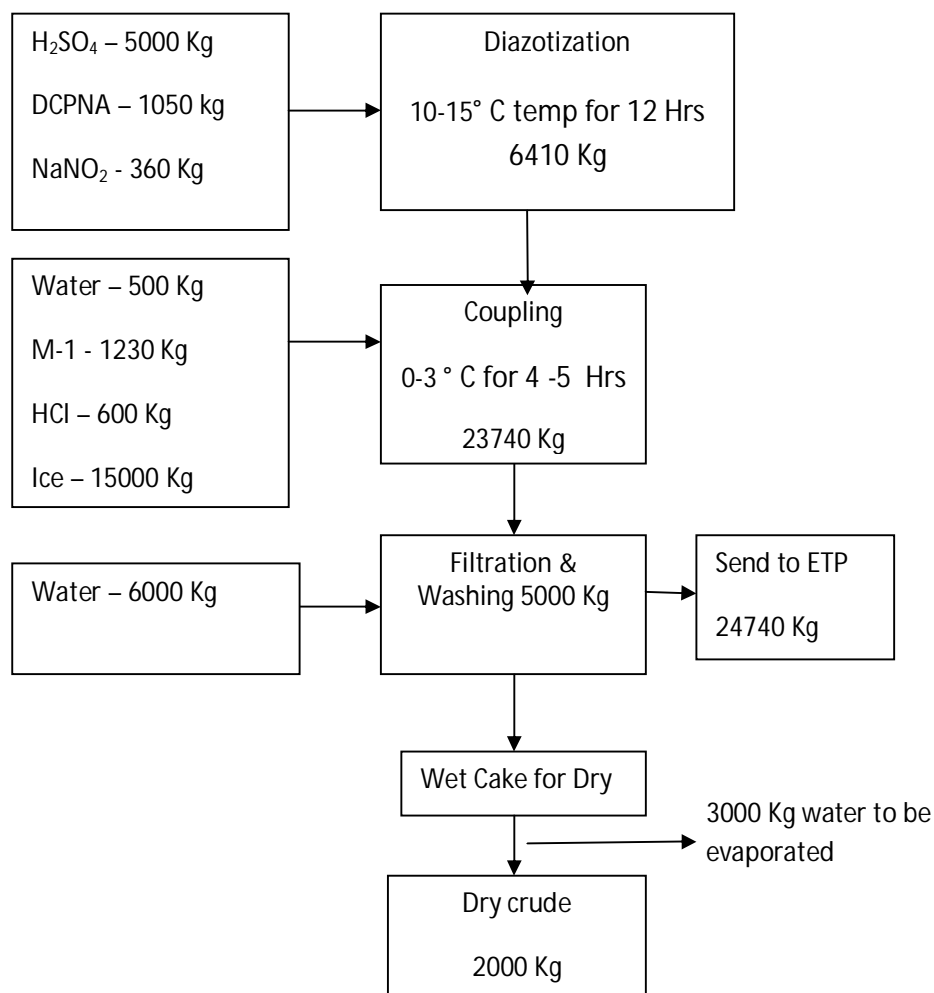 H₂SO₄ – 5000 Kg
DCPNA – 1050 kg
NaNO₂ - 360 Kg
Diazotization
10-15° C temp for 12 Hrs
6410 Kg
Water – 500 Kg
M-1 - 1230 Kg
HCl – 600 Kg
Ice – 15000 Kg
Coupling
0-3 ° C for 4 -5 Hrs
23740 Kg
Water – 6000 Kg
Filtration &
Washing 5000 Kg
Send to ETP
24740 Kg
Wet Cake for Dry
3000 Kg water to be
evaporated
Dry crude
2000 Kg